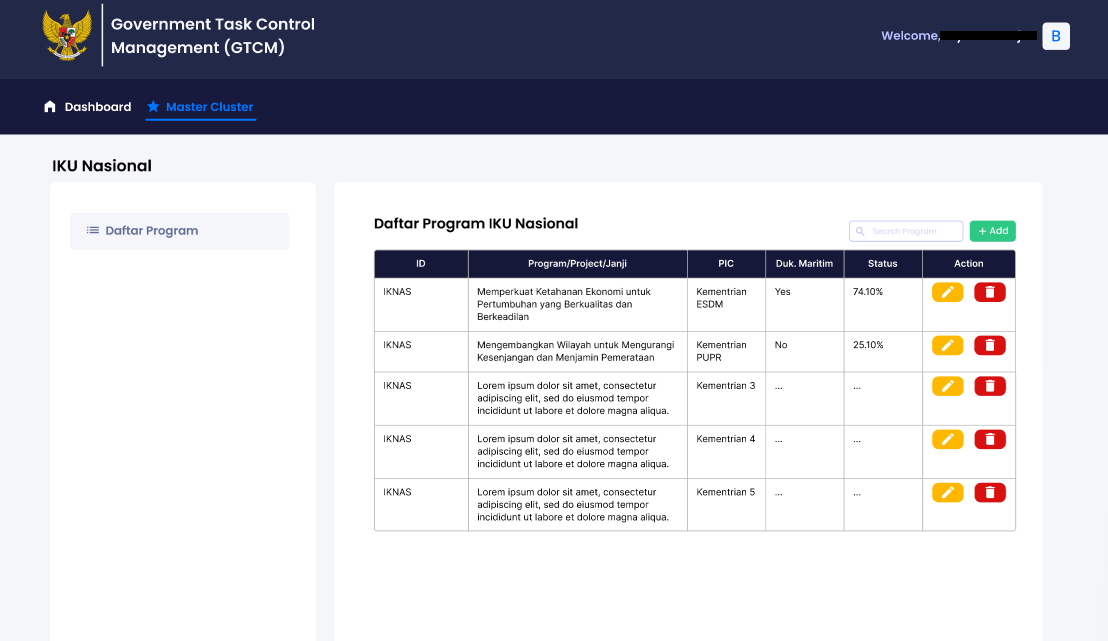 Government Task Control
Management (GTCM)
Welcome,
B
Dashboard
Master Cluster
IKU Nasional
Daftar Program
Daftar Program IKU Nasional
Search Program
+ Add
ID Program/Project/Janji PIC Duk. Maritim Status Action
IKNAS Memperkuat Ketahanan Ekonomi untuk Kementrian Yes 74.10%
Pertumbuhan yang Berkualitas dan ESDM
Berkeadilan
IKNAS Mengembangkan Wilayah untuk Mengurangi Kementrian No 25.10%
Kesenjangan dan Menjamin Pemerataan PUPR
IKNAS Lorem ipsum dolor sit amet, consectetur Kementrian 3 ... ...
adipiscing elit, sed do eiusmod tempor
incididunt ut labore et dolore magna aliqua.
IKNAS Lorem ipsum dolor sit amet, consectetur Kementrian 4 ... ...
adipiscing elit, sed do eiusmod tempor
incididunt ut labore et dolore magna aliqua.
IKNAS Lorem ipsum dolor sit amet, consectetur Kementrian 5 ... ...
adipiscing elit, sed do eiusmod tempor
incididunt ut labore et dolore magna aliqua.